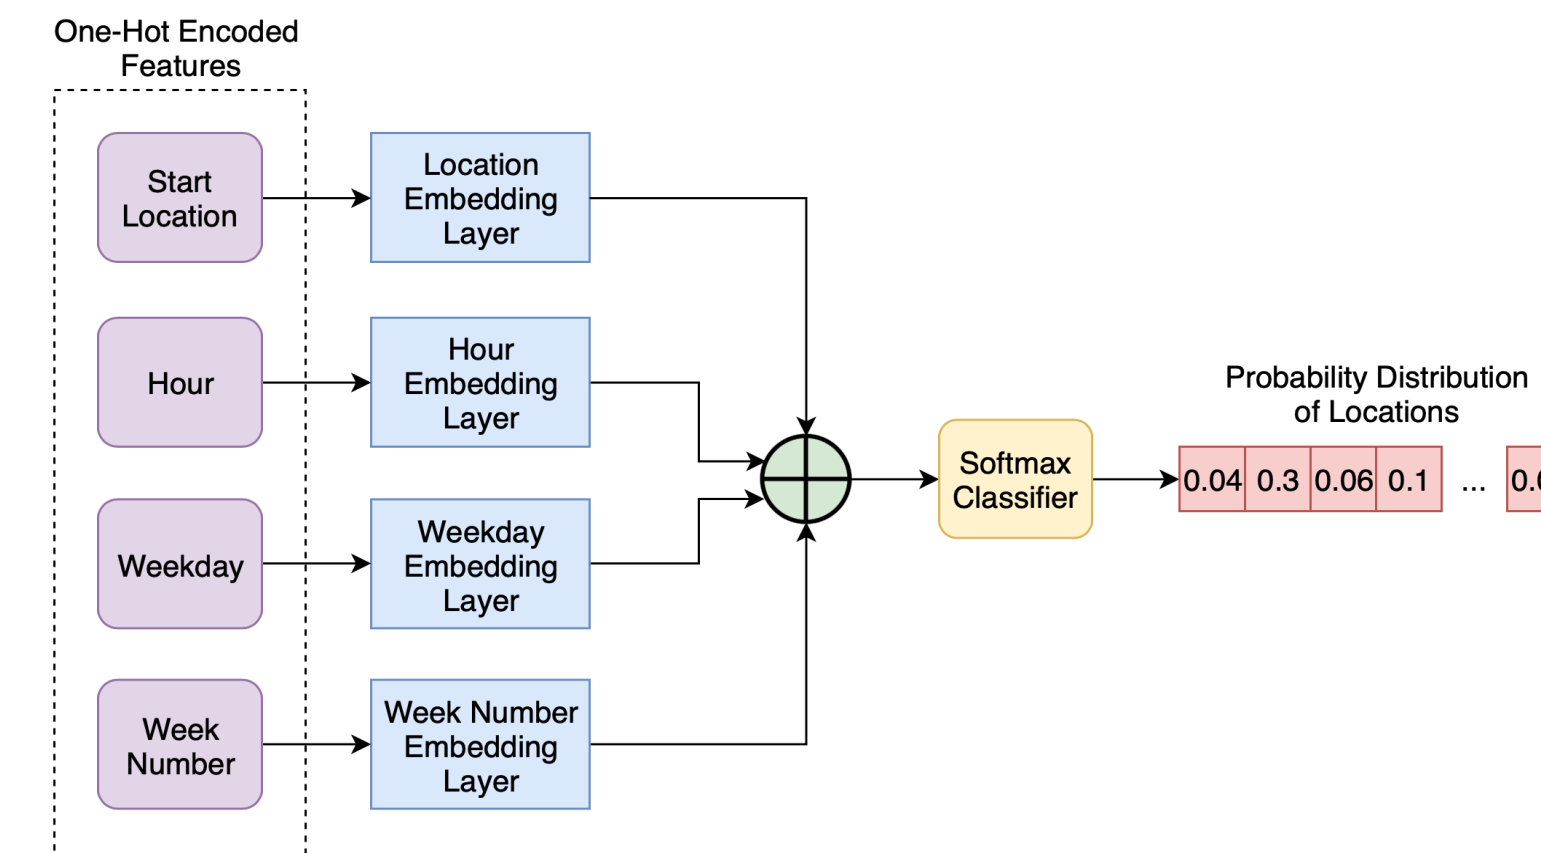 One-Hot Encoded
Features
Start
Location
Location
Embedding
Layer
Hour
Hour
Embedding
Layer
Weekday
Weekday
Embedding
Layer
Week
Number
Week Number
Embedding
Layer
Softmax
Classifier
Probability Distribution
of Locations
0.04 0.3 0.06 0.1 ...